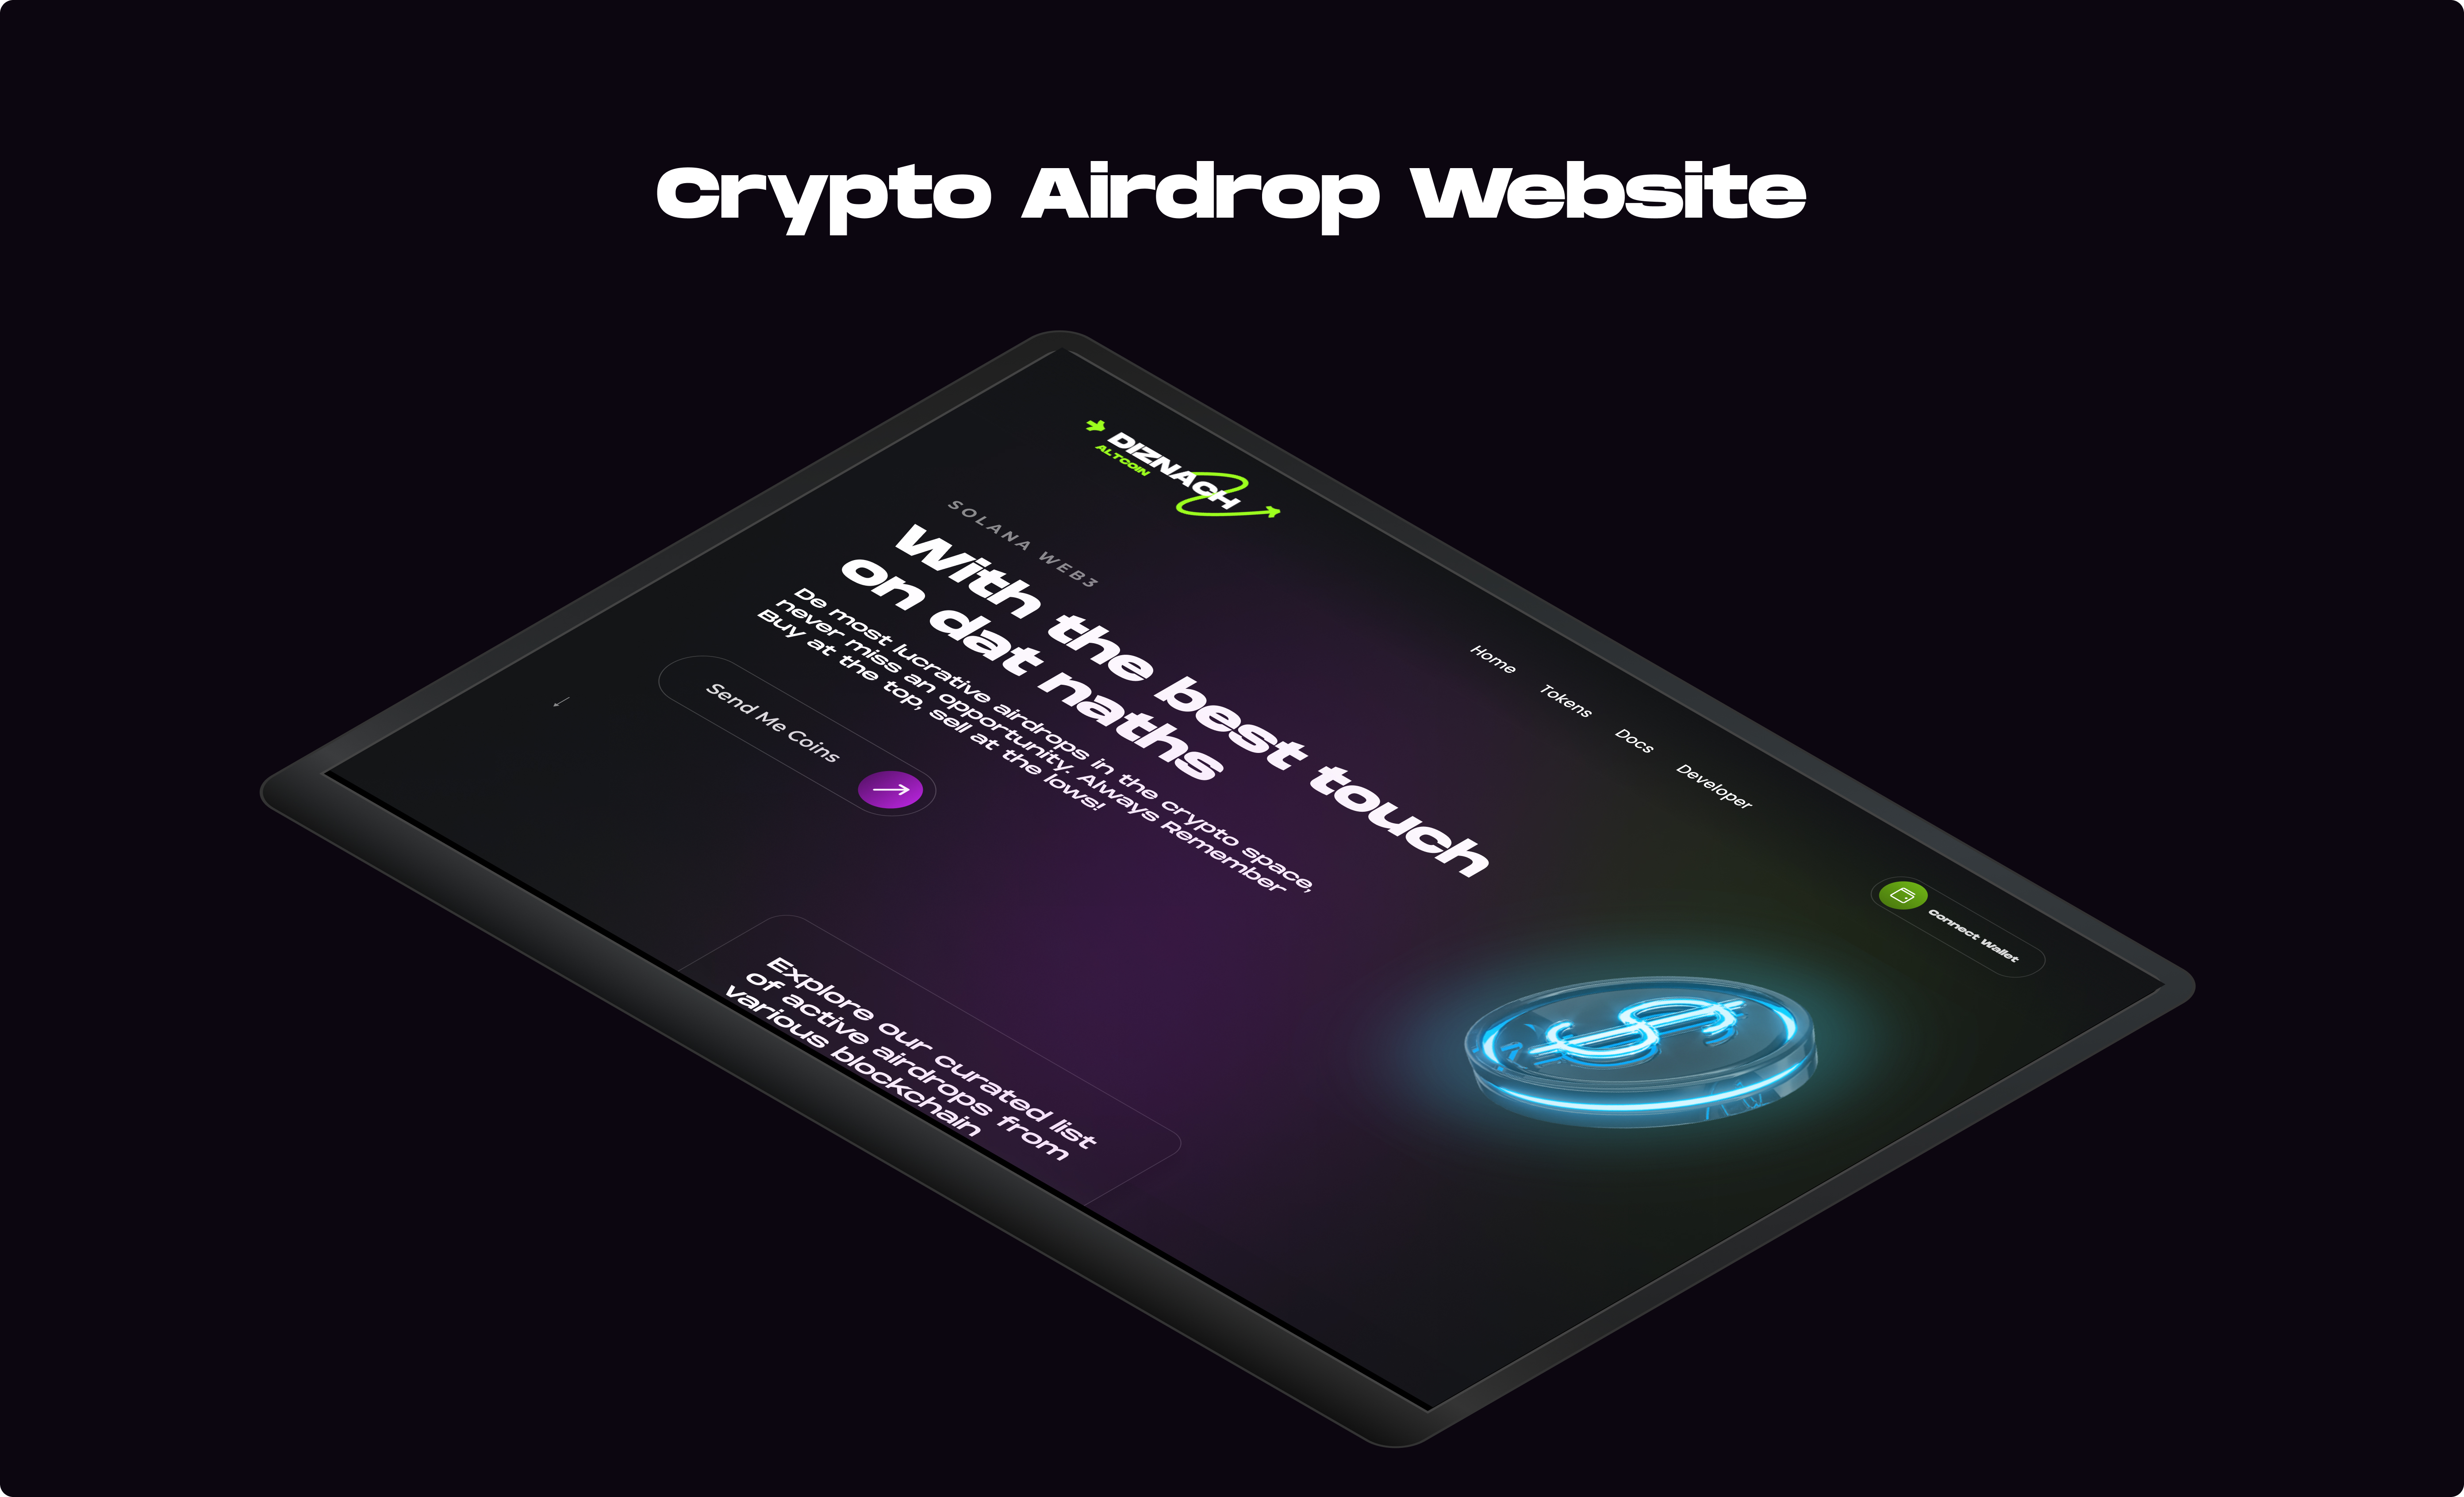 Crypto Airdrop Website
DIZNACH
ALTCOIN
Home
Tokens
Docs
Developer
Connect Wallet
SOLANA WEB3
With the best touch
on dat naths
De most lucrative airdrops in the crypto space,
never miss an opportunity. Always Remember
Buy at the top, sell at the lows!
Send Me Coins
Explore our curated list
of active airdrops from
various blockchain